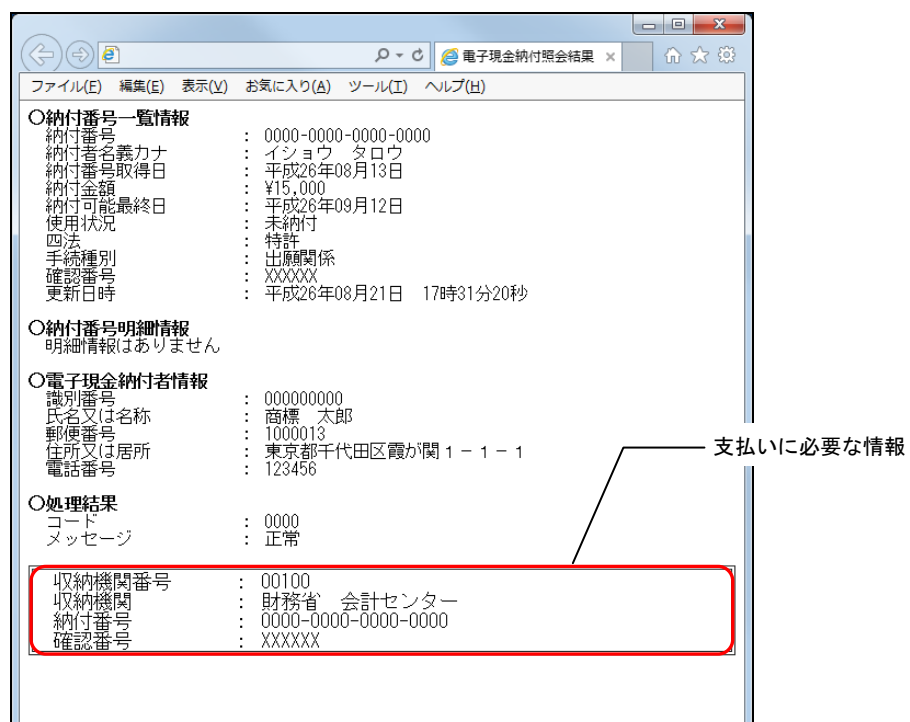 電子現金納付照会結果
ファイル(F) 編集(E) 表示(V) お気に入り(A) ツール(T) ヘルプ(H)
○納付番号一覧情報
納付番号 : 0000-0000-0000-0000
納付者名義カナ : イショウ　タロウ
納付番号取得日 : 平成26年08月13日
納付金額 : ¥15,000
納付可能最終日 : 平成26年09月12日
使用状況 : 未納付
四法 : 特許
手続種別 : 出願関係
確認番号 : XXXXXX
更新日時 : 平成26年08月21日　17時31分20秒
○納付番号明細情報
明細情報はありません
○電子現金納付者情報
識別番号 : 000000000
氏名又は名称 : 商標　太郎
郵便番号 : 1000013
住所又は居所 : 東京都千代田区霞が関１－１－１
電話番号 : 123456
支払いに必要な情報
○処理結果
コード : 0000
メッセージ : 正常
収納機関番号 : 00100
収納機関 : 財務省　会計センター
納付番号 : 0000-0000-0000-0000
確認番号 : XXXXXX